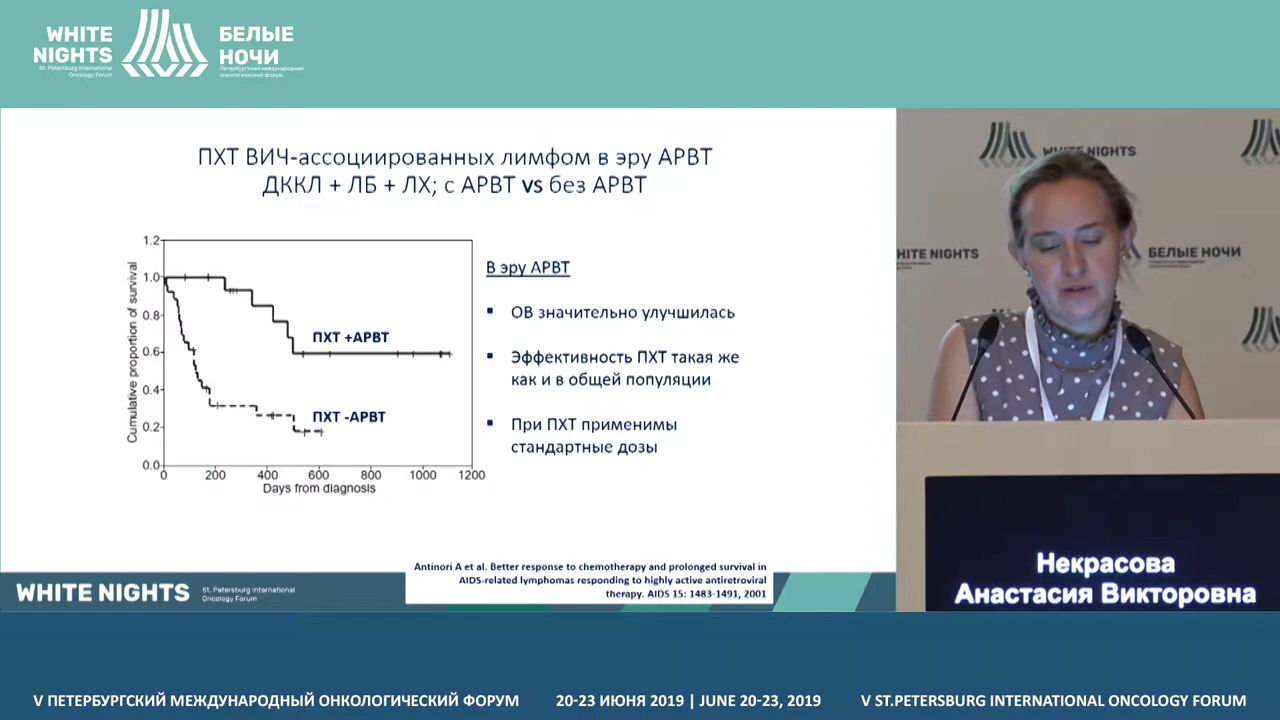 WHITE
NIGHTS
St. Petersburg International
Oncology Forum
БЕЛЫЕ
НОЧИ
Петербургский международный
онкологический форум
ПХТ ВИЧ-ассоциированных лимфом в эру АРВТ
ДККЛ + ЛБ + ЛХ; с АРВТ vs без АРВТ
Cumulative proportion of survival
1.2
1.0
0.8
0.6
0.4
0.2
0.0
ПХТ +АРВТ
ПХТ -АРВТ
0 200 400 600 800 1000 1200
Days from diagnosis
В эру АРВТ
▪ ОВ значительно улучшилась
▪ Эффективность ПХТ такая же
как и в общей популяции
▪ При ПХТ применимы
стандартные дозы
Antinori A et al. Better response to chemotherapy and prolonged survival in
AIDS-related lymphomas responding to highly active antiretroviral
therapy. AIDS 15: 1483-1491, 2001
WHITE NIGHTS
St. Petersburg International
Oncology Forum
WHITE NIGHTS
HITE NIGHTS
БЕЛЫЕ НОЧИ
Некрасова
Анастасия Викторовна
V ПЕТЕРБУРГСКИЙ МЕЖДУНАРОДНЫЙ ОНКОЛОГИЧЕСКИЙ ФОРУМ
20-23 ИЮНЯ 2019 | JUNE 20-23, 2019
V ST.PETERSBURG INTERNATIONAL ONCOLOGY FORUM